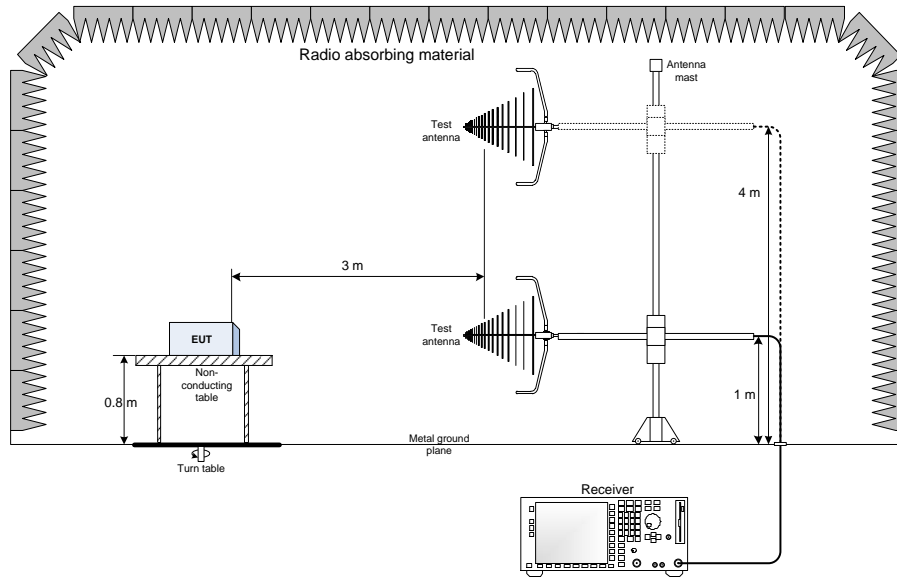 Radio absorbing material
Antenna
mast
Test
antenna
4 m
3 m
Test
antenna
EUT
Non-
conducting
table
0.8 m
1 m
Metal ground
plane
Turn table
Receiver